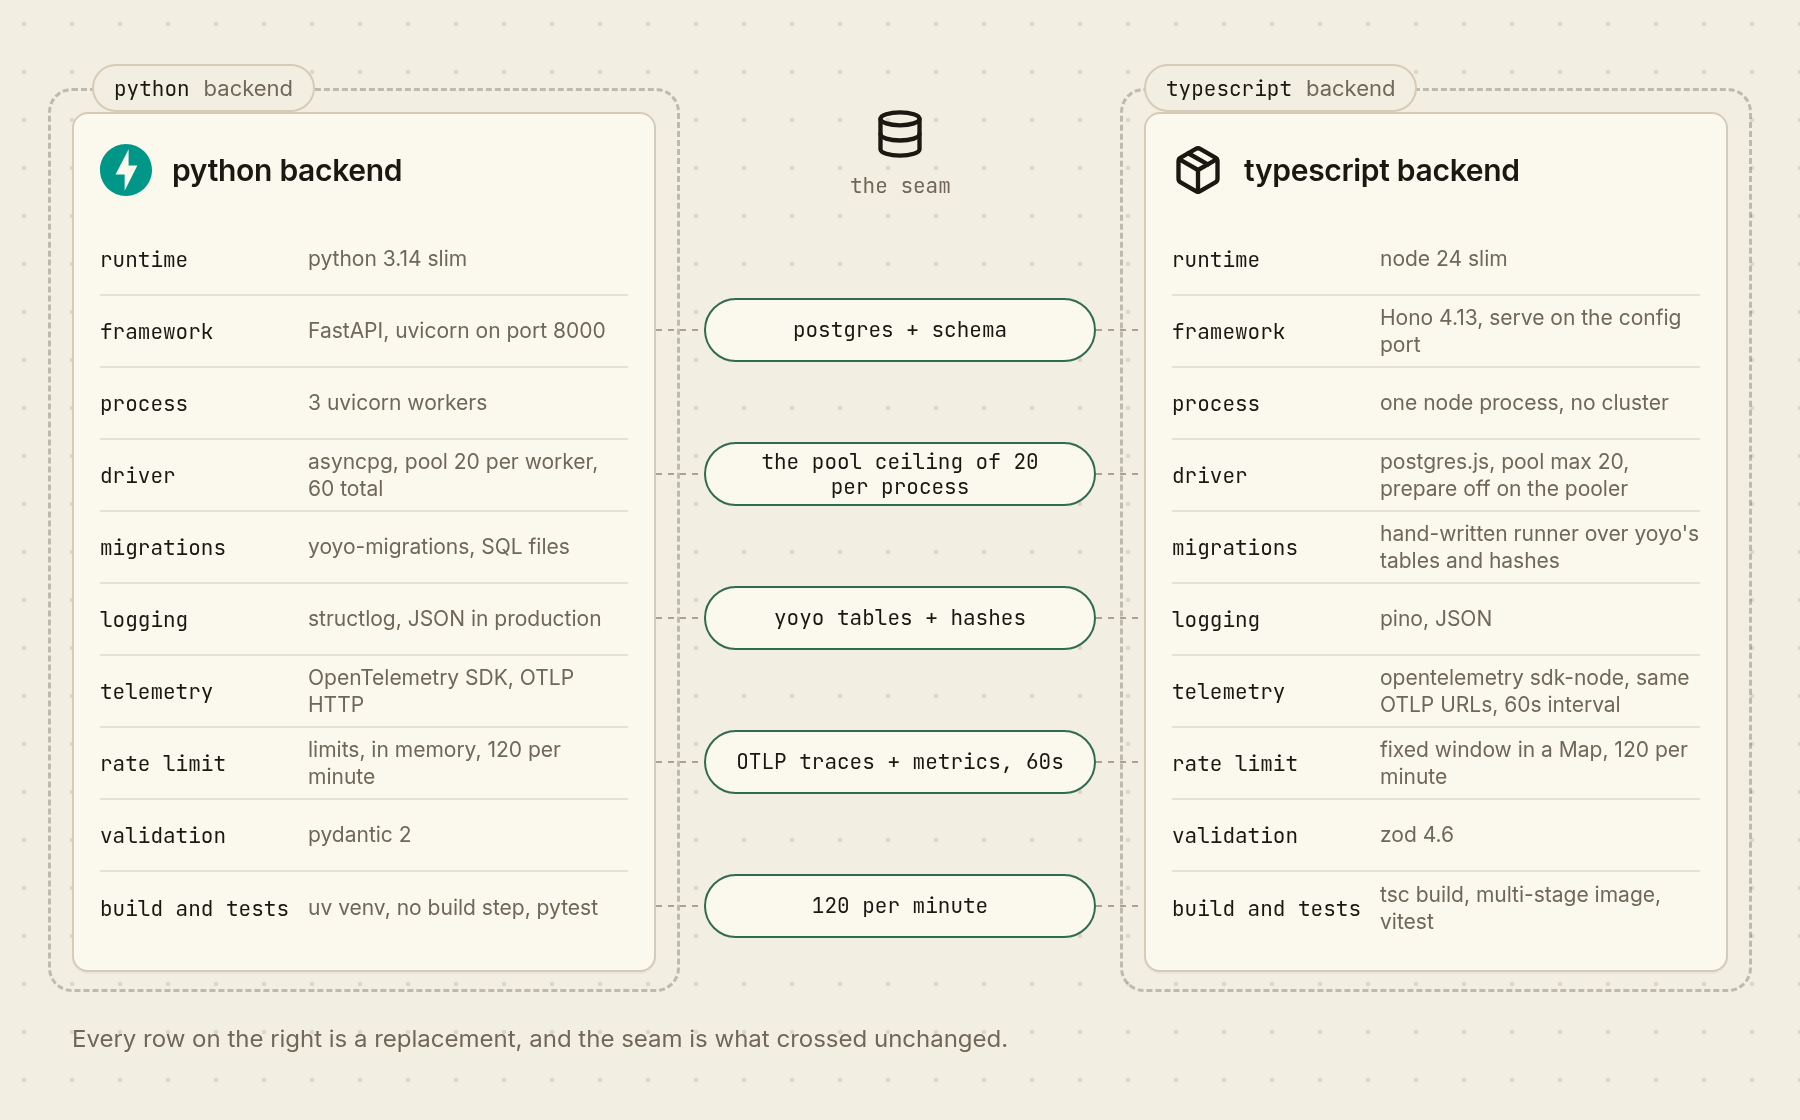 python backend
python backend
runtime python 3.14 slim
framework FastAPI, uvicorn on port 8000
process 3 uvicorn workers
driver asyncpg, pool 20 per worker,
60 total
migrations yoyo-migrations, SQL files
logging structlog, JSON in production
telemetry OpenTelemetry SDK, OTLP
HTTP
rate limit limits, in memory, 120 per
minute
validation pydantic 2
build and tests uv venv, no build step, pytest
the seam
postgres + schema
the pool ceiling of 20
per process
yoyo tables + hashes
OTLP traces + metrics, 60s
120 per minute
typescript backend
typescript backend
runtime node 24 slim
framework Hono 4.13, serve on the config
port
process one node process, no cluster
driver postgres.js, pool max 20,
prepare off on the pooler
migrations hand-written runner over yoyo's
tables and hashes
logging pino, JSON
telemetry opentelemetry sdk-node, same
OTLP URLs, 60s interval
rate limit fixed window in a Map, 120 per
minute
validation zod 4.6
build and tests tsc build, multi-stage image,
vitest
Every row on the right is a replacement, and the seam is what crossed unchanged.